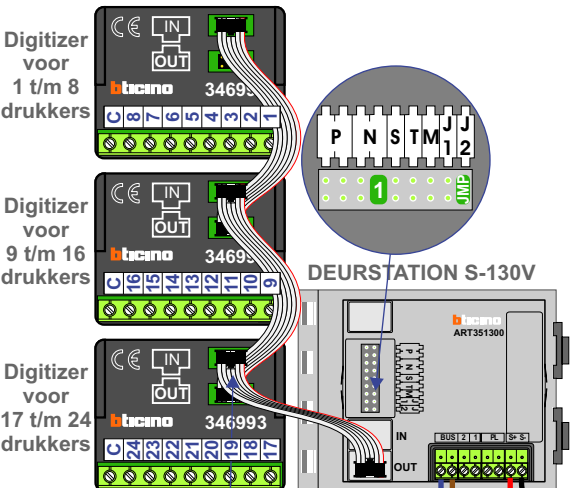 Digitizer
voor
1 t/m 8
drukkers
CE IN
OUT
bticino
C 8 7 6 5 4 3 2 1
Digitizer
voor
9 t/m 16
drukkers
CE IN
OUT
bticino
C 16 15 14 13 12 11 10 9
Digitizer
voor
17 t/m 24
drukkers
CE IN
OUT
bticino
346993
C 24 23 22 21 20 19 18 17
P N S T M J1 J2
1
JMP
DEURSTATION S-130V
bticino
ART351300
P N S T M J1 J2
IN
OUT
BUS 2 1 PL S+ S-